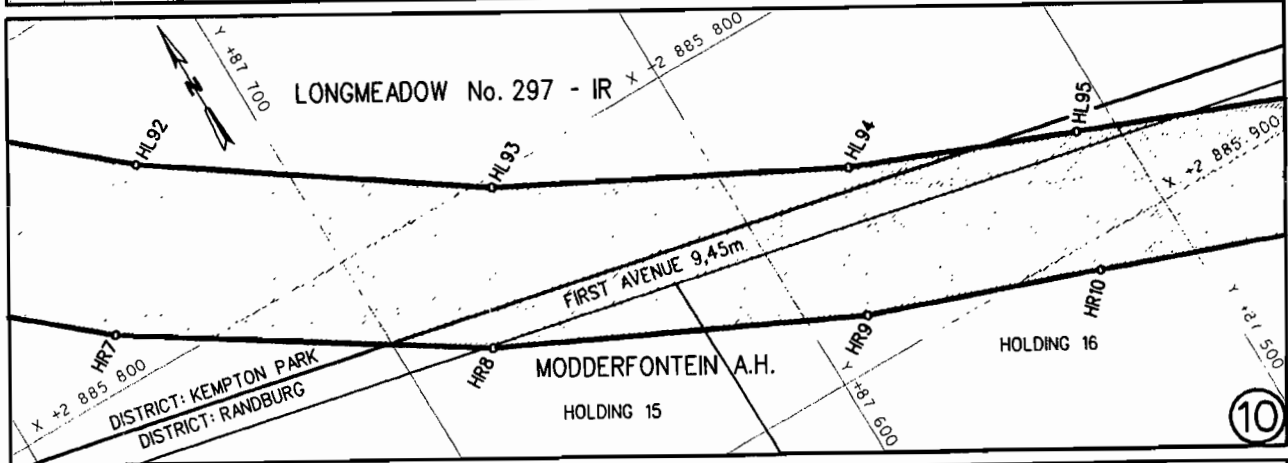 Y +87 700
X +2 885 800
N
LONGMEADOW No. 297 - IR
HL92
HL93
HL94
HL95
X +2 885 900
FIRST AVENUE 9,45m
HR7
HR8
HR9
HR10
X +2 885 800
DISTRICT: KEMPTON PARK
DISTRICT: RANDBURG
MODDERFONTEIN A.H.
HOLDING 15
HOLDING 16
Y +87 600
Y +87 500
10